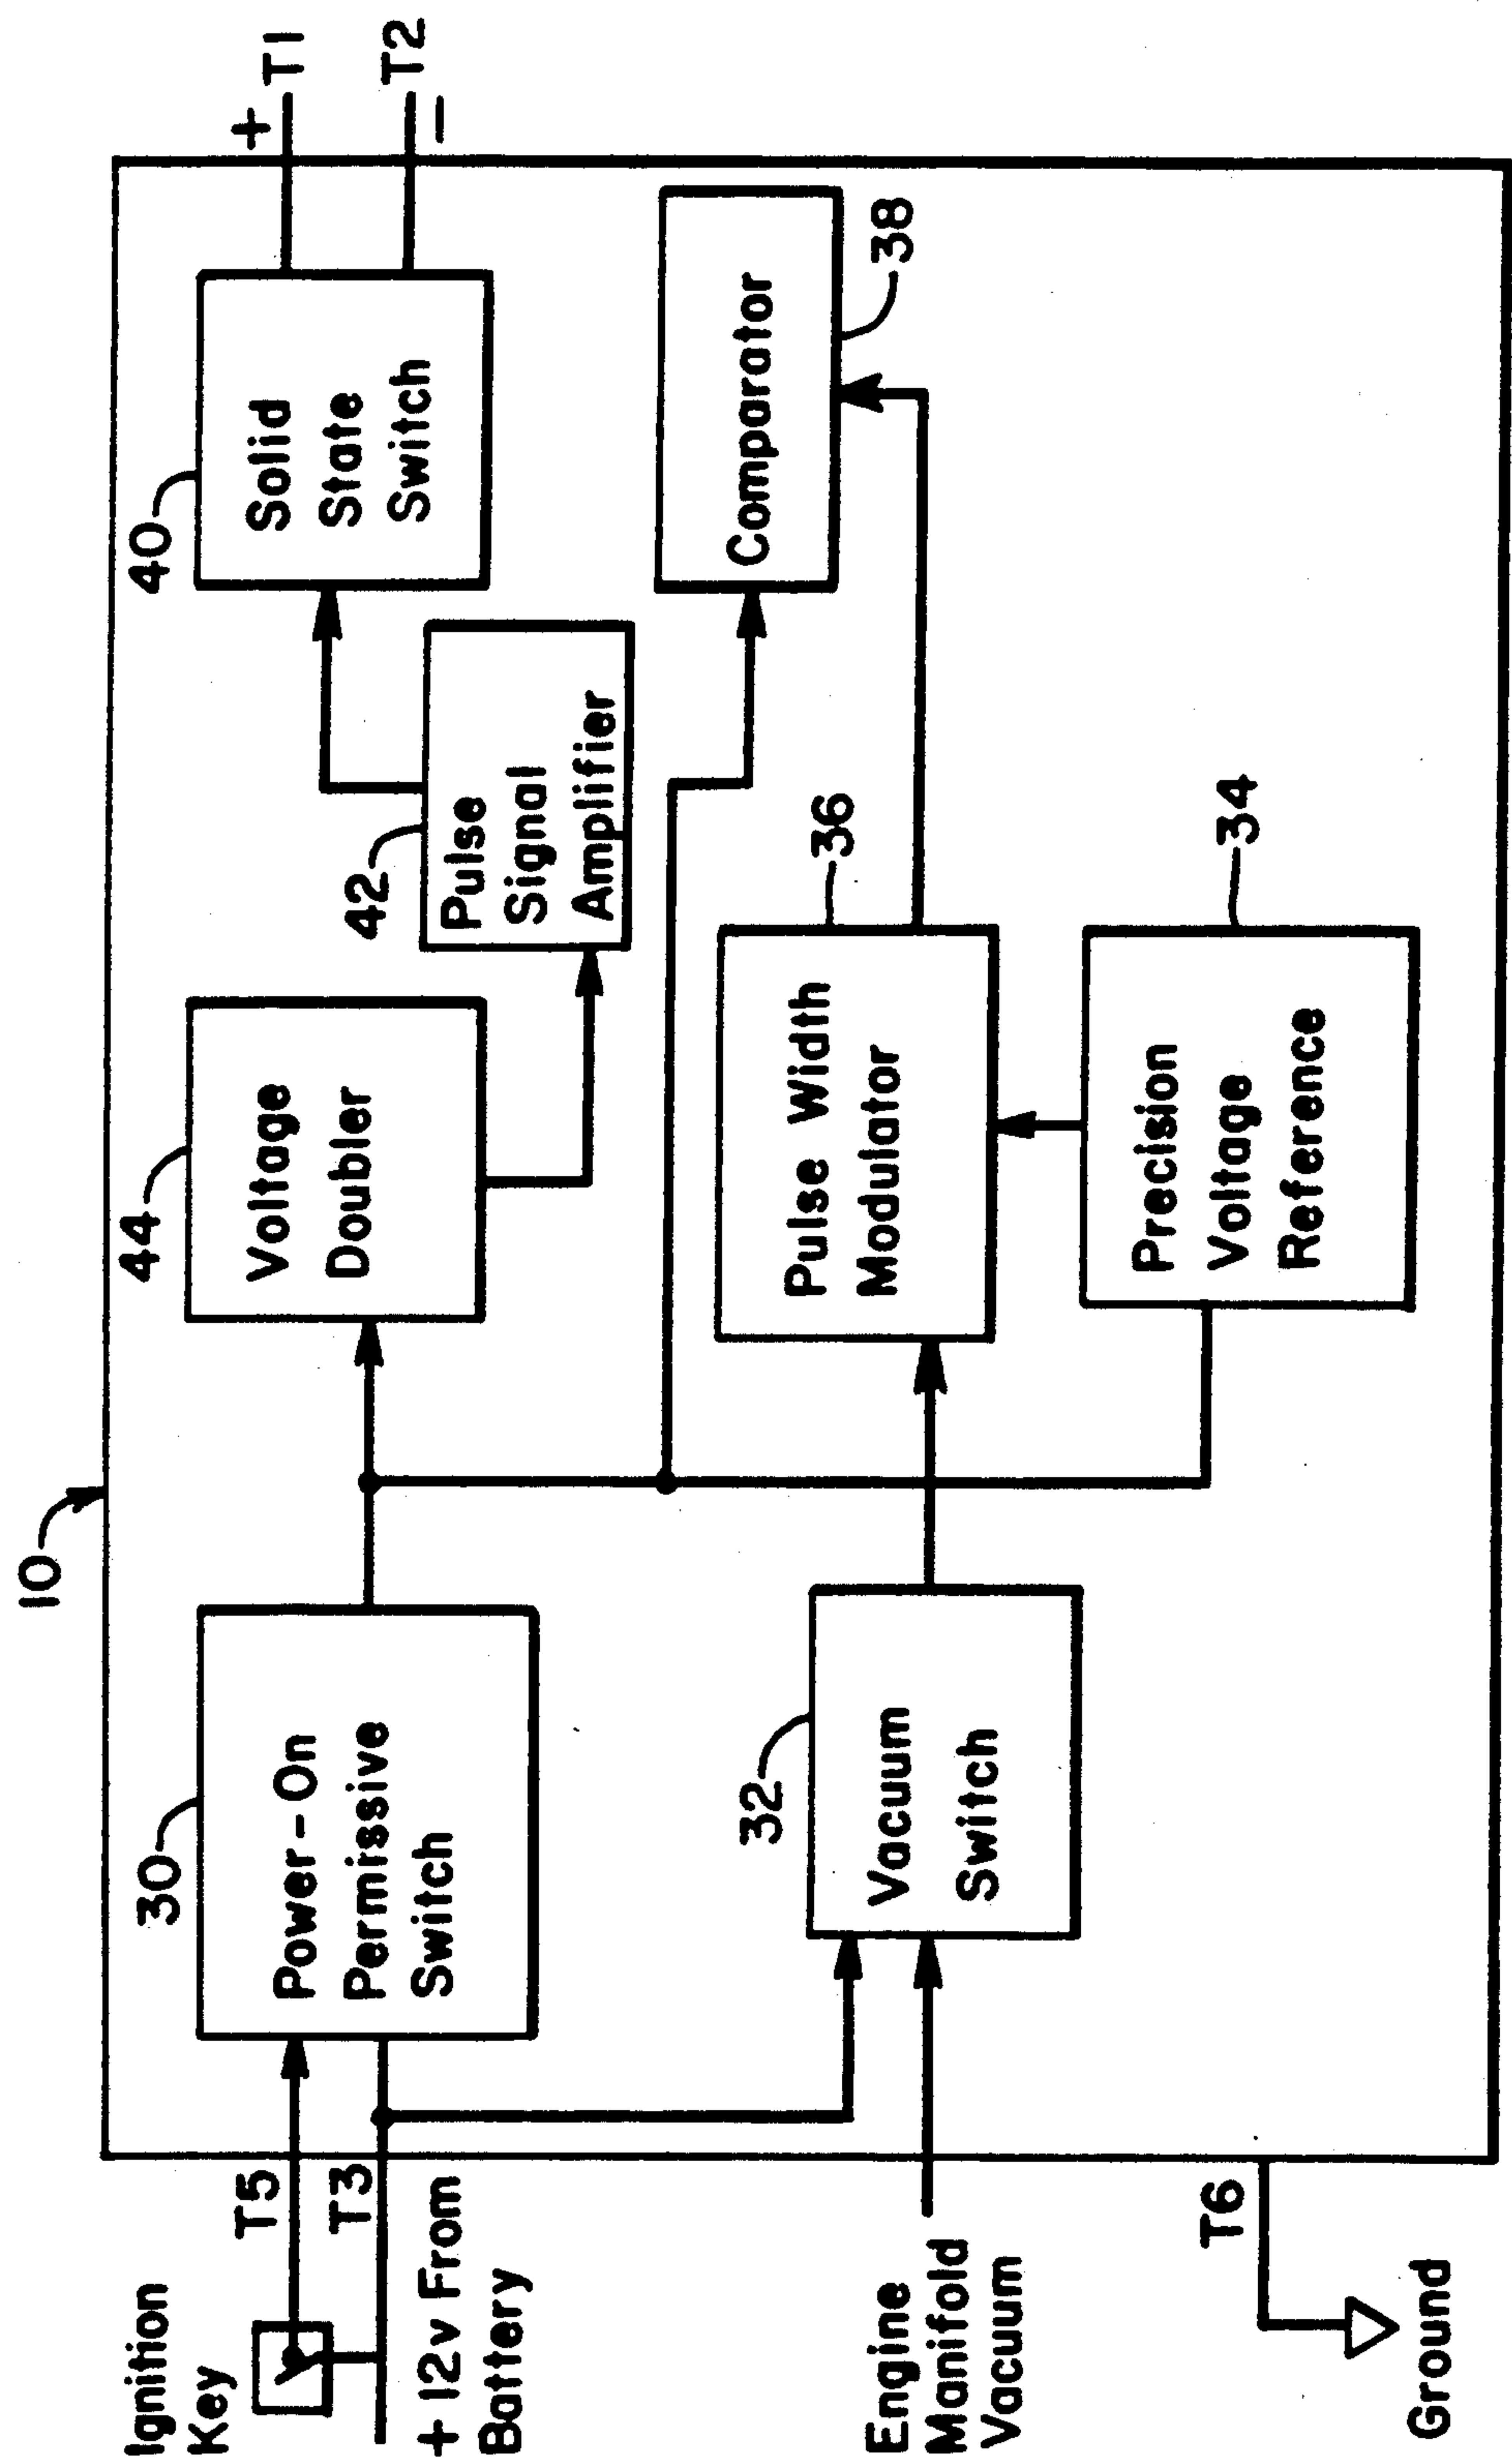 10
Ignition
Key
T5
T3
+ 12v From
Battery
30
Power-On
Permissive
Switch
44
Voltage
Doubler
42
Pulse
Signal
Amplifier
40
Solid
State
Switch
+ T1
T2
−
Comparator
38
Engine
Manifold
Vacuum
32
Vacuum
Switch
36
Pulse Width
Modulator
34
Precision
Voltage
Reference
T6
Ground